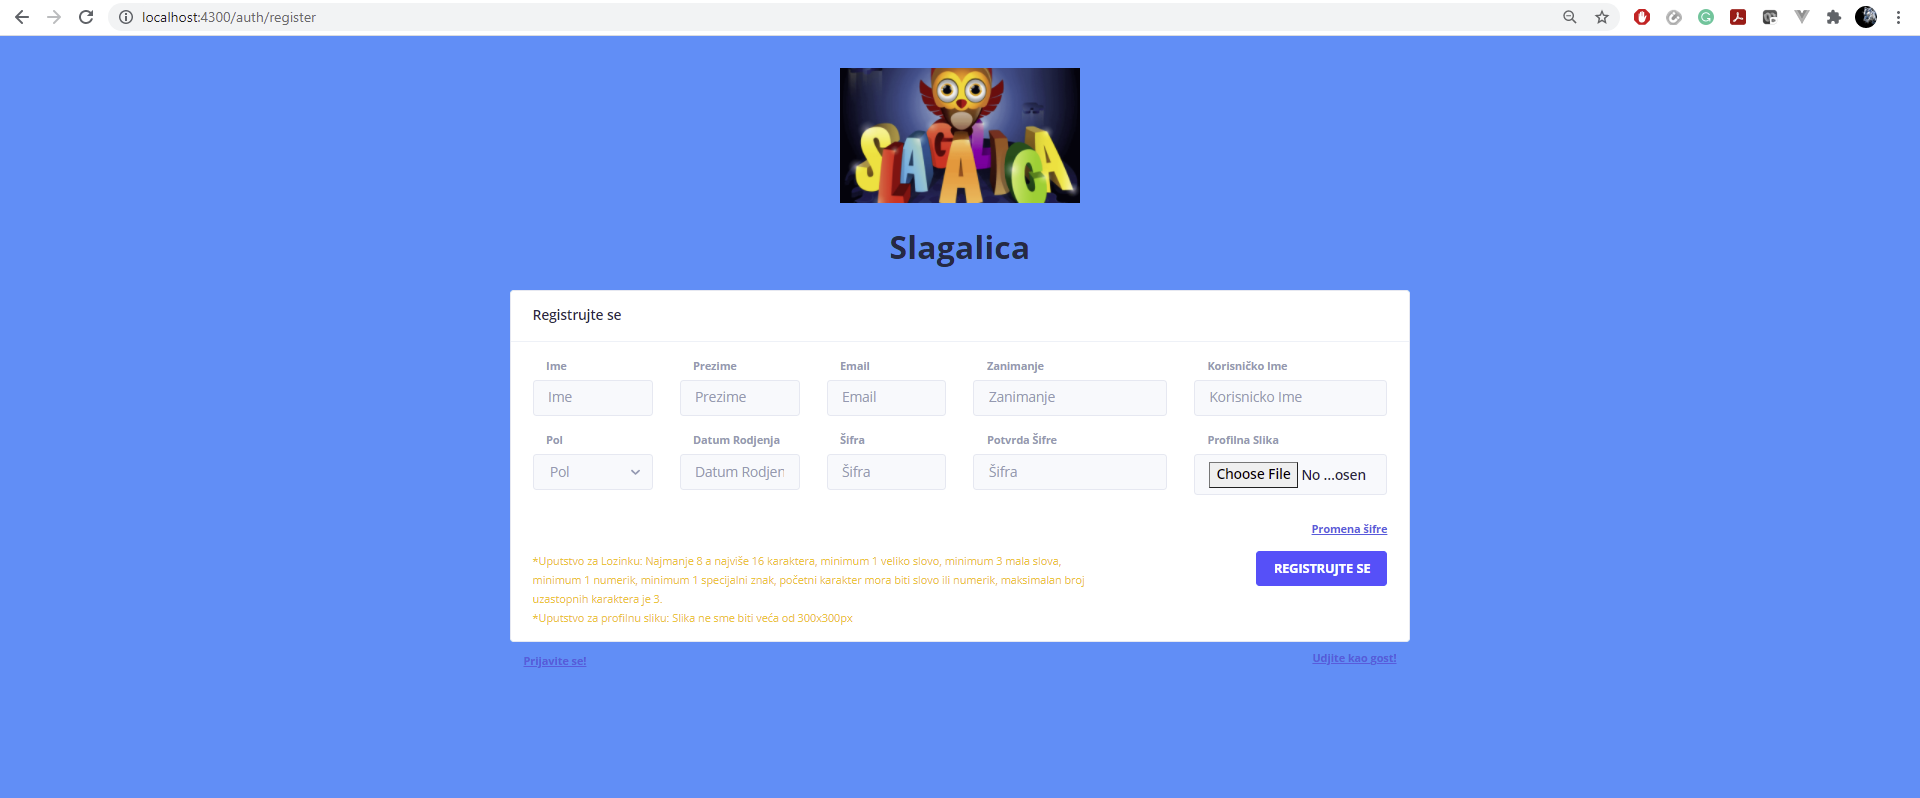 localhost:4300/auth/register
SLAGALICA
Slagalica
Registrujte se
Ime Prezime Email Zanimanje Korisničko Ime
Ime Prezime Email Zanimanje Korisnicko Ime
Pol Datum Rodjenja Šifra Potvrda Šifre Profilna Slika
Pol Datum Rodjen Šifra Šifra Choose File No ...osen
Promena šifre
*Uputstvo za Lozinku: Najmanje 8 a najviše 16 karaktera, minimum 1 veliko slovo, minimum 3 mala slova,
minimum 1 numerik, minimum 1 specijalni znak, početni karakter mora biti slovo ili numerik, maksimalan broj
uzastopnih karaktera je 3.
*Uputstvo za profilnu sliku: Slika ne sme biti veća od 300x300px
REGISTRUJTE SE
Prijavite se! Udjite kao gost!